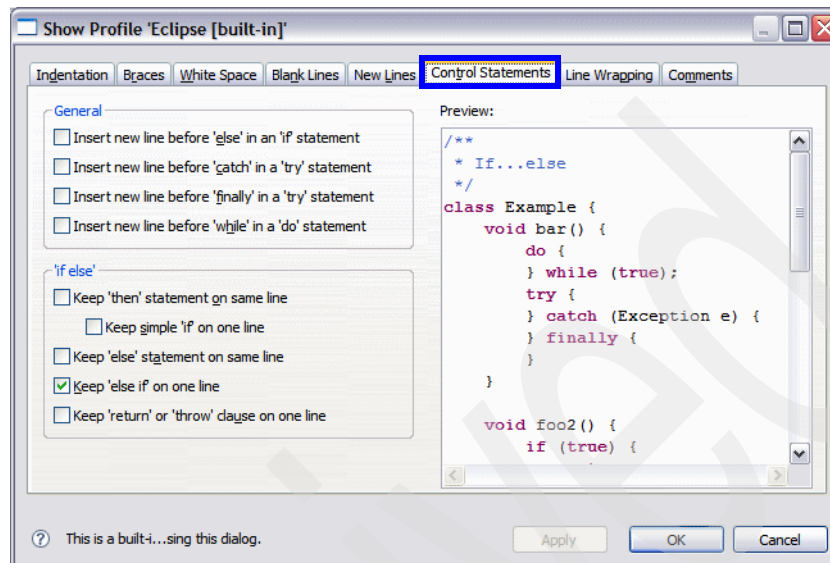 Show Profile 'Eclipse [built-in]'
Indentation Braces White Space Blank Lines New Lines Control Statements Line Wrapping Comments
General
Insert new line before 'else' in an 'if' statement
Insert new line before 'catch' in a 'try' statement
Insert new line before 'finally' in a 'try' statement
Insert new line before 'while' in a 'do' statement
'if else'
Keep 'then' statement on same line
Keep simple 'if' on one line
Keep 'else' statement on same line
Keep 'else if' on one line
Keep 'return' or 'throw' clause on one line
Preview:
/**
* If...else
*/
class Example {
void bar() {
do {
} while (true);
try {
} catch (Exception e) {
} finally {
}
}
void foo2() {
if (true) {
This is a built-i...sing this dialog.
Apply OK Cancel